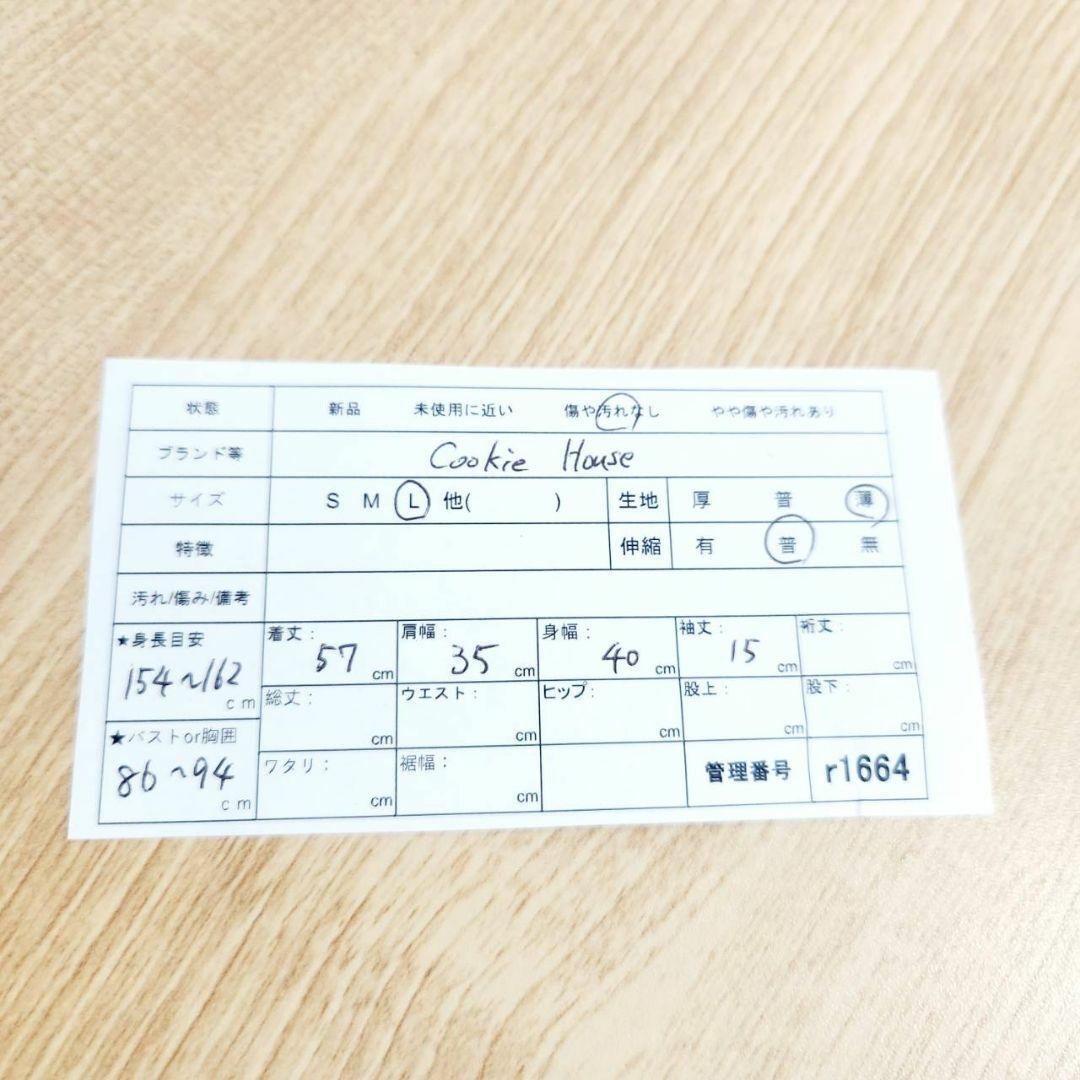 状態 新品 未使用に近い 傷や汚れなし やや傷や汚れあり
ブランド等 Cookie House
サイズ S M L 他( ) 生地 厚 普 薄
特徴 伸縮 有 普 無
汚れ/傷み/備考
★身長目安 154~162 cm
着丈: 57 cm 肩幅: 35 cm 身幅: 40 cm 袖丈: 15 cm 裄丈: cm
総丈: cm ウエスト: cm ヒップ: cm 股上: cm 股下: cm
★バストor胸囲 86~94 cm
ワタリ: cm 裾幅: cm 管理番号 r1664